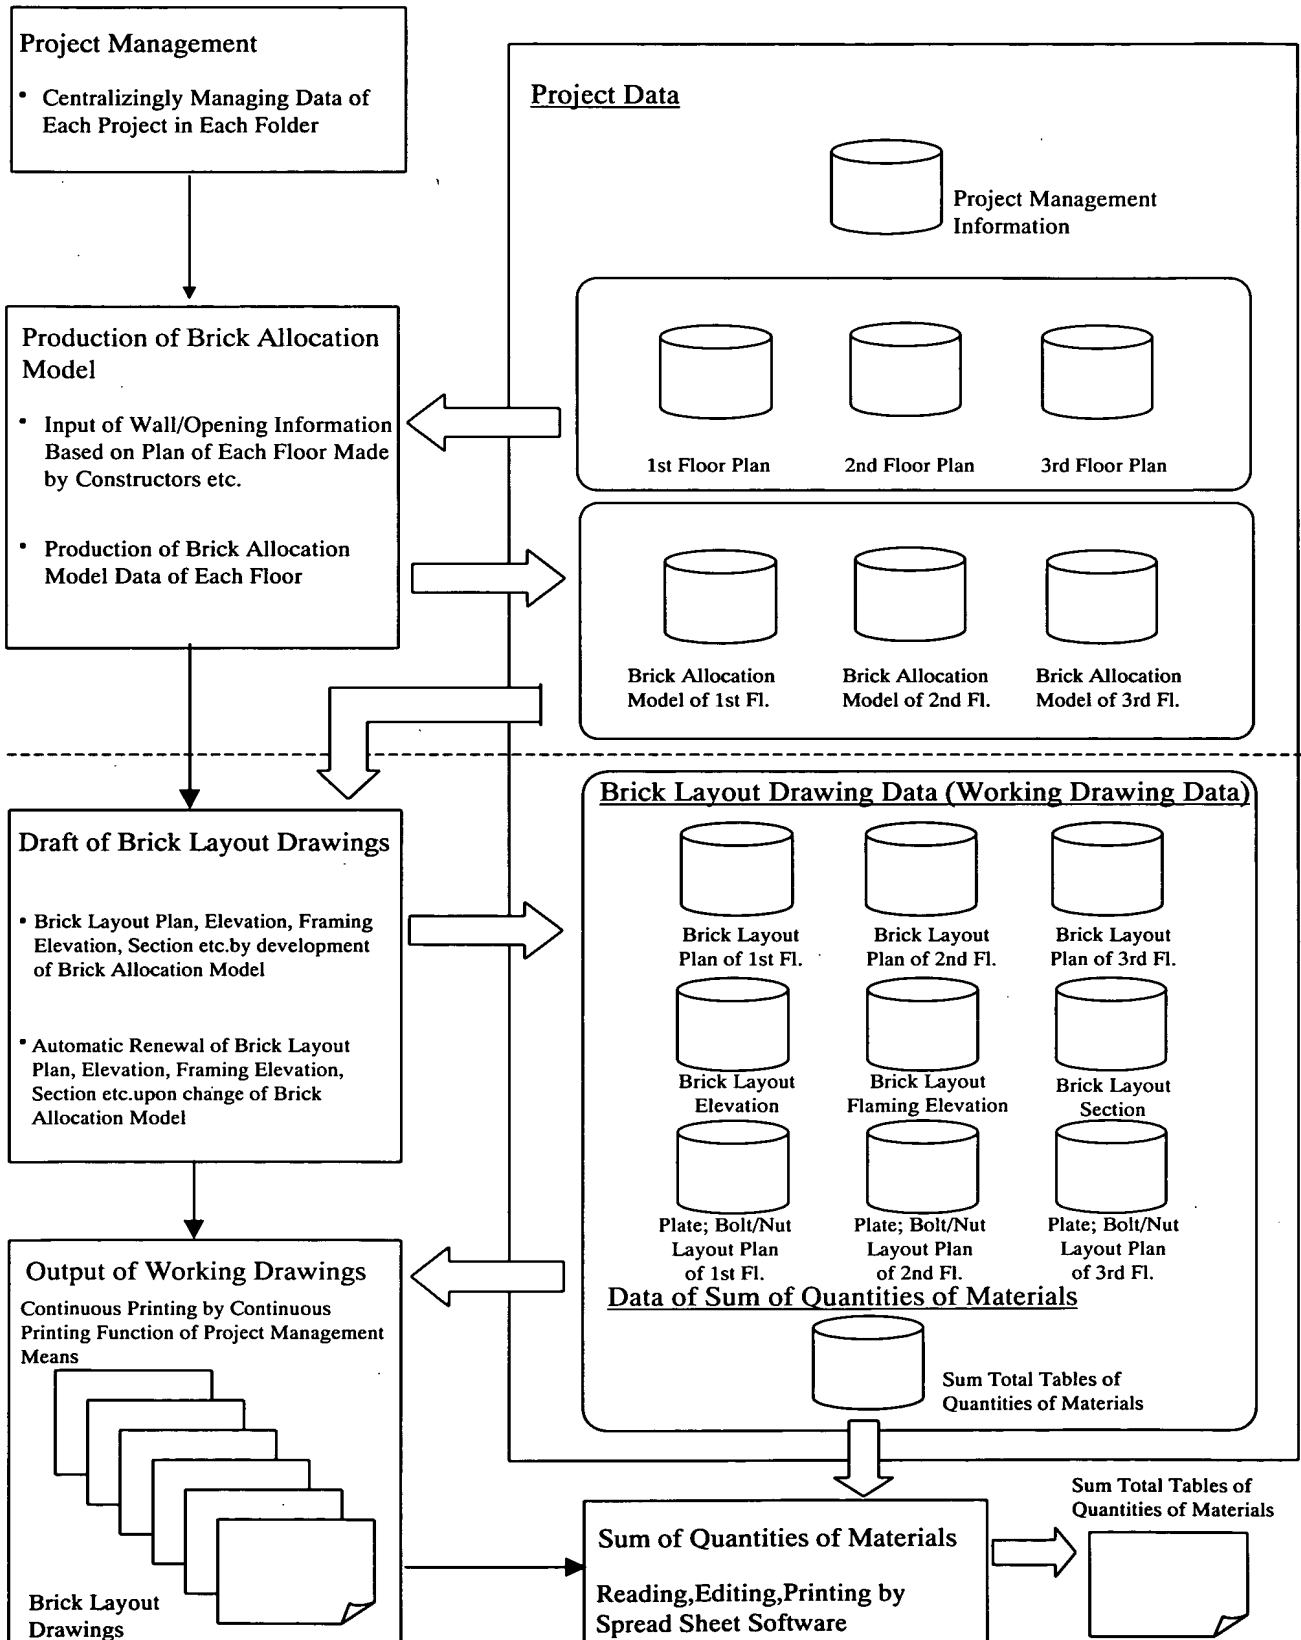 Project Management
• Centralizingly Managing Data of
Each Project in Each Folder
Project Data
Project Management
Information
Production of Brick Allocation
Model
• Input of Wall/Opening Information
Based on Plan of Each Floor Made
by Constructors etc.
• Production of Brick Allocation
Model Data of Each Floor
1st Floor Plan
2nd Floor Plan
3rd Floor Plan
Brick Allocation
Model of 1st Fl.
Brick Allocation
Model of 2nd Fl.
Brick Allocation
Model of 3rd Fl.
Draft of Brick Layout Drawings
• Brick Layout Plan, Elevation, Framing
Elevation, Section etc.by development
of Brick Allocation Model
• Automatic Renewal of Brick Layout
Plan, Elevation, Framing Elevation,
Section etc.upon change of Brick
Allocation Model
Brick Layout Drawing Data (Working Drawing Data)
Brick Layout
Plan of 1st Fl.
Brick Layout
Plan of 2nd Fl.
Brick Layout
Plan of 3rd Fl.
Brick Layout
Elevation
Brick Layout
Flaming Elevation
Brick Layout
Section
Plate; Bolt/Nut
Layout Plan
of 1st Fl.
Plate; Bolt/Nut
Layout Plan
of 2nd Fl.
Plate; Bolt/Nut
Layout Plan
of 3rd Fl.
Data of Sum of Quantities of Materials
Sum Total Tables of
Quantities of Materials
Output of Working Drawings
Continuous Printing by Continuous
Printing Function of Project Management
Means
Brick Layout
Drawings
Sum of Quantities of Materials
Reading,Editing,Printing by
Spread Sheet Software
Sum Total Tables of
Quantities of Materials